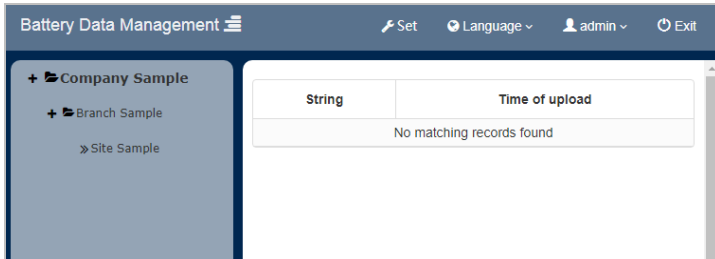 Battery Data Management
Set Language admin Exit
Company Sample
Branch Sample
Site Sample
String Time of upload
No matching records found